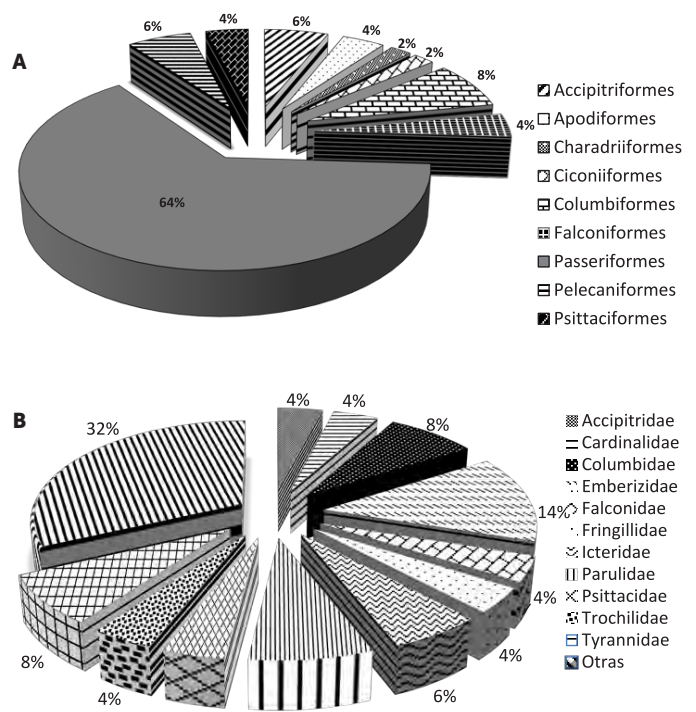 A
6%
4%
6%
4%
2%
2%
8%
4%
64%
Accipitriformes
Apodiformes
Charadriiformes
Ciconiiformes
Columbiformes
Falconiformes
Passeriformes
Pelecaniformes
Psittaciformes
B
32%
4%
4%
8%
14%
4%
4%
6%
4%
8%
Accipitridae
Cardinalidae
Columbidae
Emberizidae
Falconidae
Fringillidae
Icteridae
Parulidae
Psittacidae
Trochilidae
Tyrannidae
Otras